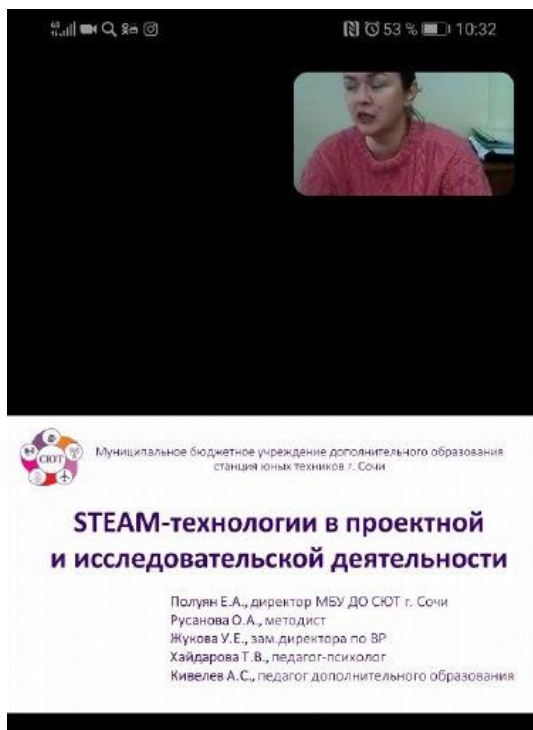 53 % 10:32
СЮТ
Муниципальное бюджетное учреждение дополнительного образования
станция юных техников г. Сочи
STEAM-технологии в проектной
и исследовательской деятельности
Полуян Е.А., директор МБУ ДО СЮТ г. Сочи
Русанова О.А., методист
Жукова У.Е., зам.директора по ВР
Хайдарова Т.В., педагог-психолог
Кивелев А.С., педагог дополнительного образования